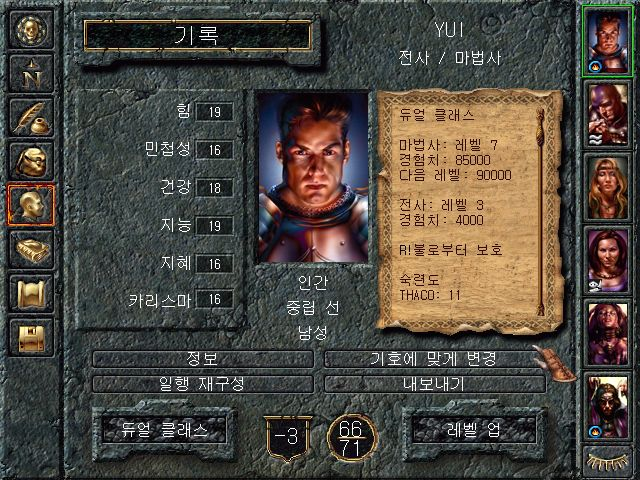 기록
YUI
전사 / 마법사
힘 19
민첩성 16
건강 18
지능 19
지혜 16
카리스마 16
인간
중립 선
남성
듀얼 클래스
마법사: 레벨 7
경험치: 85000
다음 레벨: 90000
전사: 레벨 3
경험치: 4000
R!불로부터 보호
숙련도
THACO: 11
정보
기호에 맞게 변경
일행 재구성
내보내기
듀얼 클래스
-3
66
71
레벨 업
N